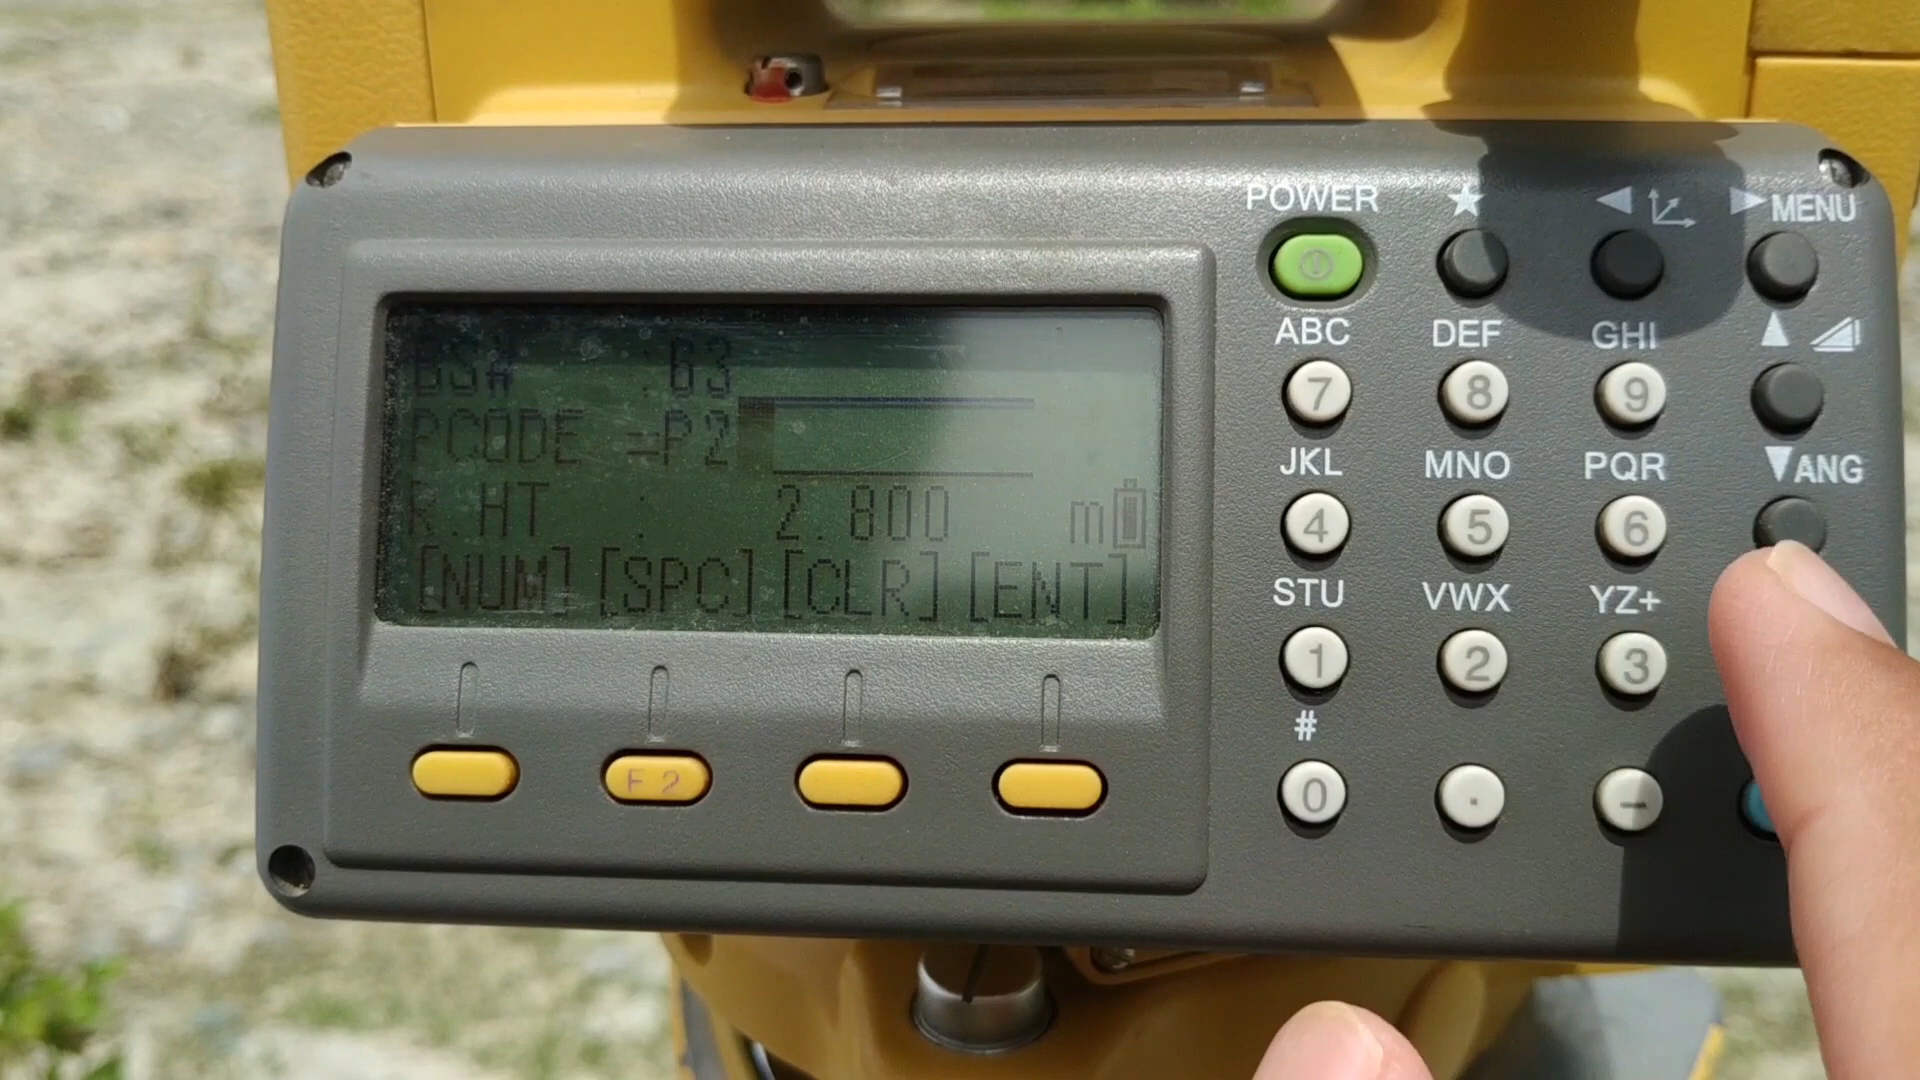 BS# : 63
PCODE =P2
R.HT : 2.800 m
[NUM] [SPC] [CLR] [ENT]
F2
POWER ★ ◀ ▶ MENU
ABC DEF GHI ▲
7 8 9
JKL MNO PQR ▼ANG
4 5 6
STU VWX YZ+
1 2 3
#
0 . –